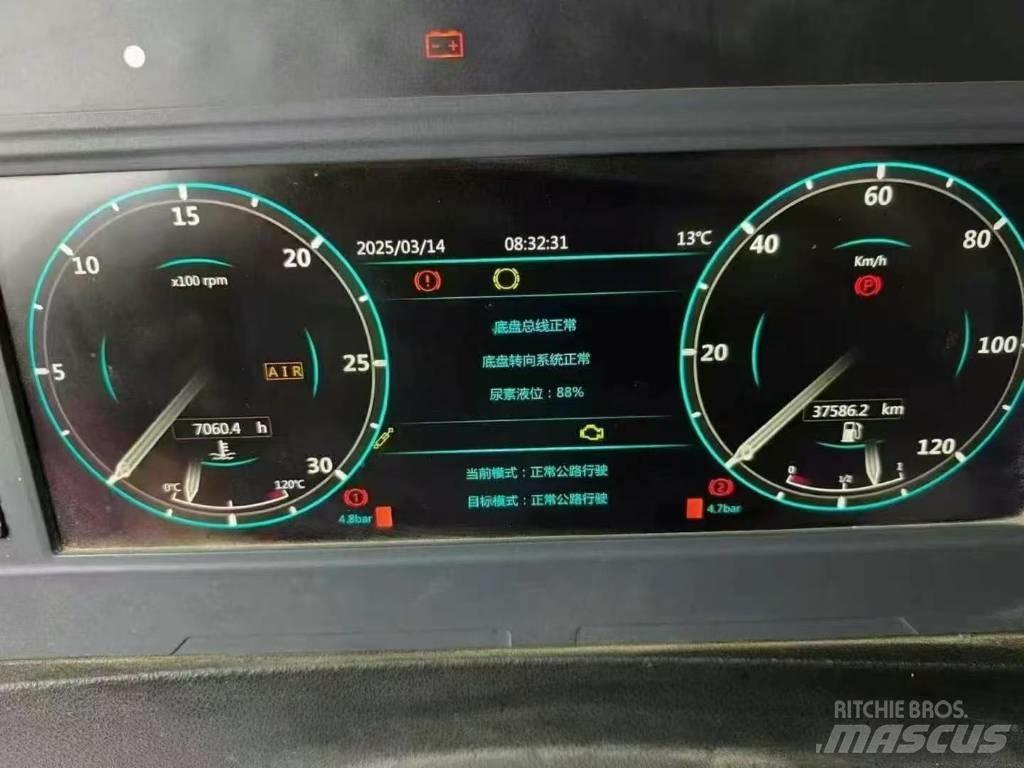 2025/03/14 08:32:31 13℃
5 10 15 20 25 30
x100 rpm
AIR
7060.4 h
0℃ 120℃
底盘总线正常
底盘转向系统正常
尿素液位：88%
当前模式：正常公路行驶
目标模式：正常公路行驶
1
4.8bar
2
4.7bar
20 40 60 80 100 120
Km/h
P
37586.2 km
0 1/2 1
RITCHIE BROS.
MASCUS